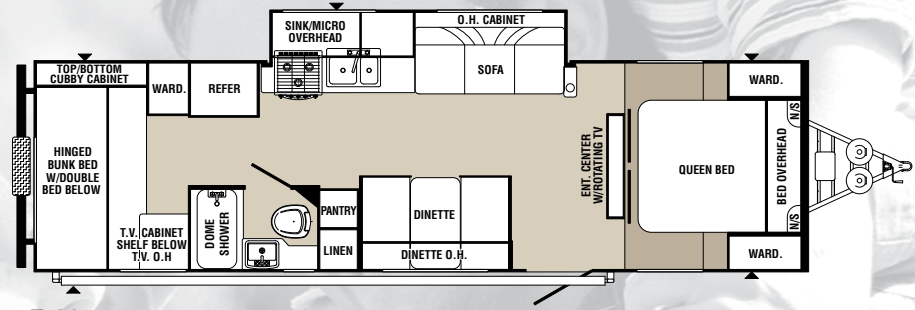 SINK/MICRO
OVERHEAD
O.H. CABINET
SOFA
TOP/BOTTOM
CUBBY CABINET
WARD.
REFER
WARD.
HINGED
BUNK BED
W/DOUBLE
BED BELOW
ENT. CENTER
W/ROTATING TV
QUEEN BED
N/S
BED OVERHEAD
N/S
T.V. CABINET
SHELF BELOW
T.V. O.H
DOME
SHOWER
PANTRY
LINEN
DINETTE
DINETTE O.H.
WARD.